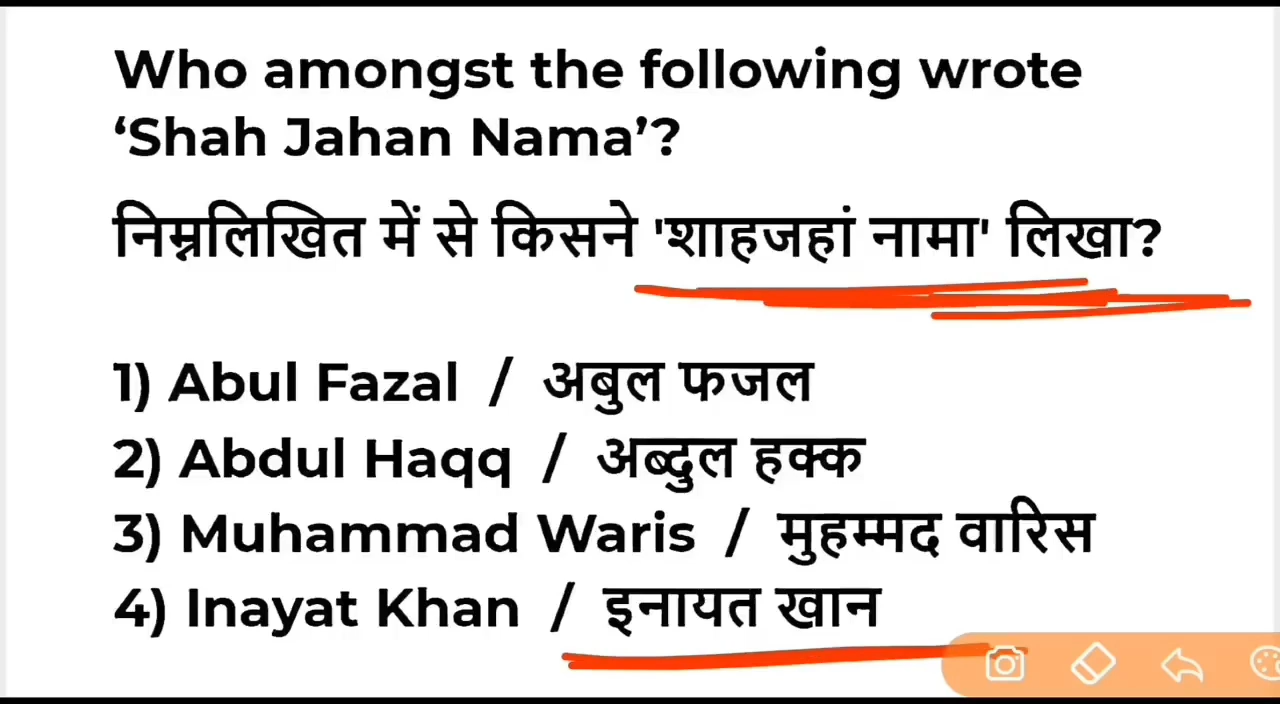 Who amongst the following wrote
‘Shah Jahan Nama’?
निम्नलिखित में से किसने 'शाहजहां नामा' लिखा?
1) Abul Fazal / अबुल फजल
2) Abdul Haqq / अब्दुल हक्क
3) Muhammad Waris / मुहम्मद वारिस
4) Inayat Khan / इनायत खान